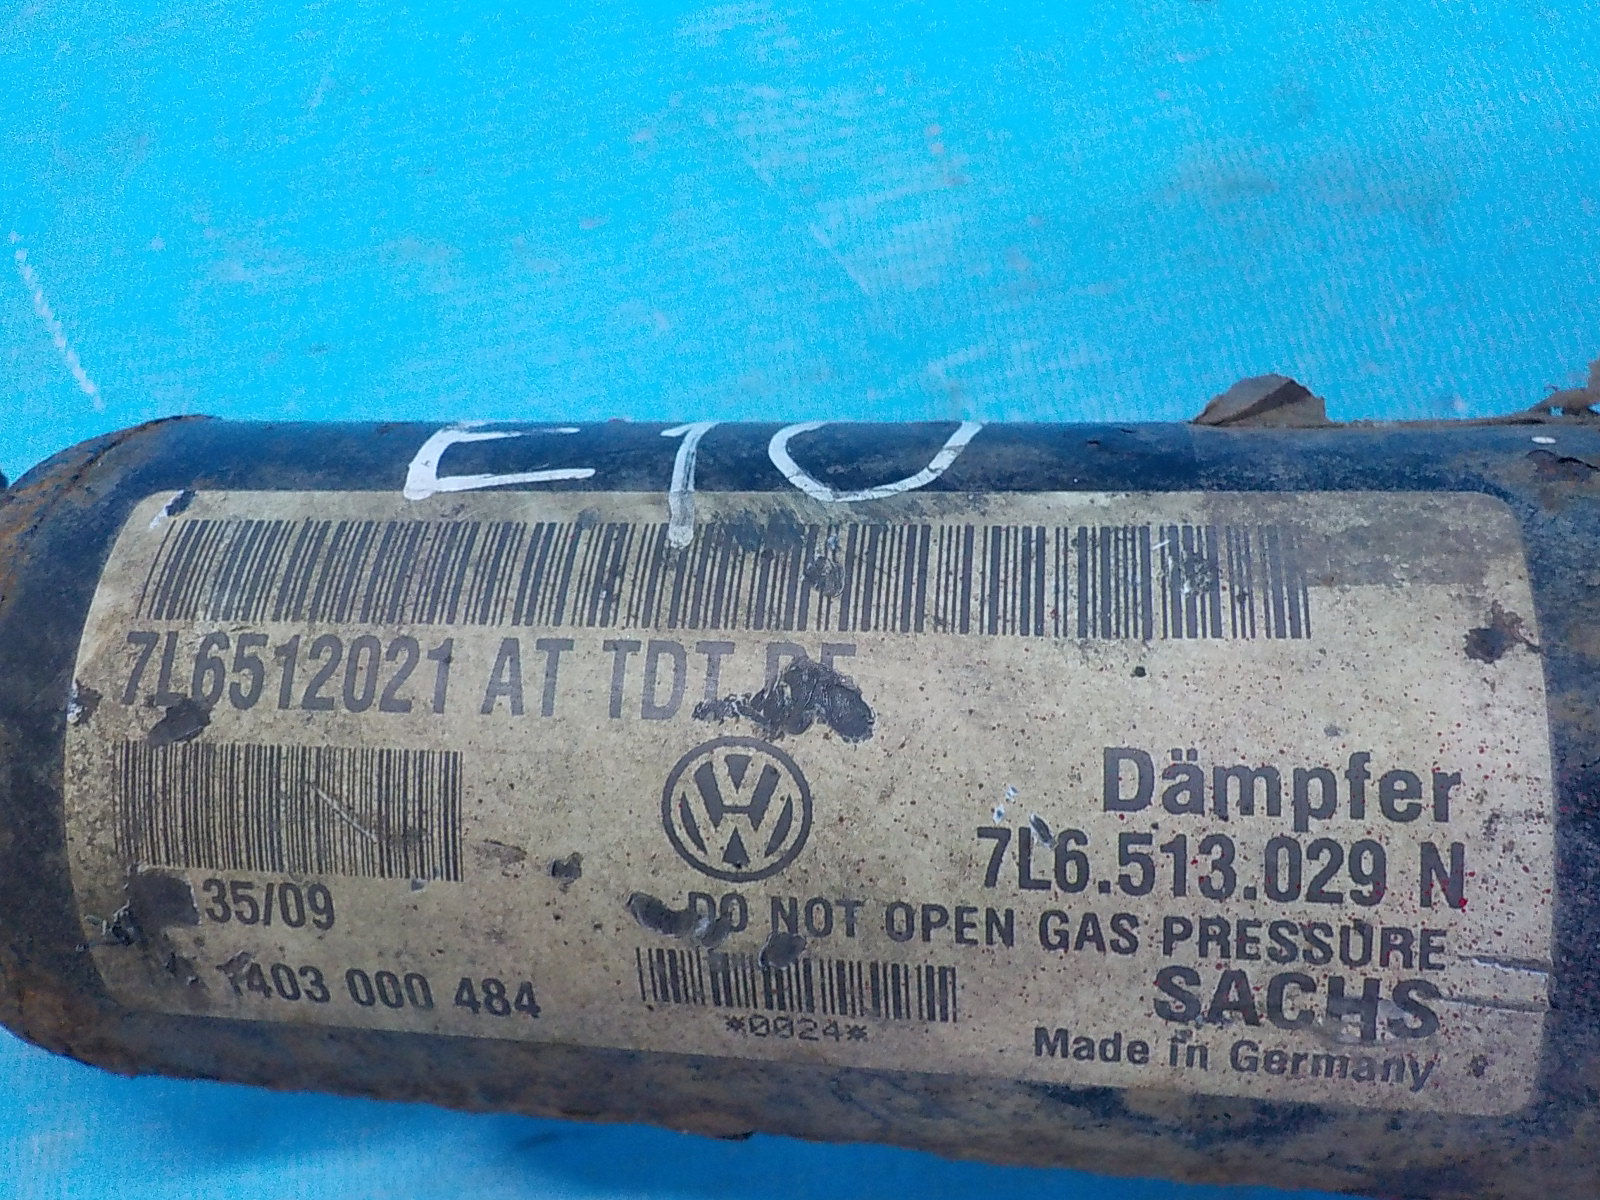 E10
7L6512021 AT TDT
35/09
Dämpfer
7L6.513.029 N
DO NOT OPEN GAS PRESSURE
403 000 484
SACHS
*0024*
Made in Germany